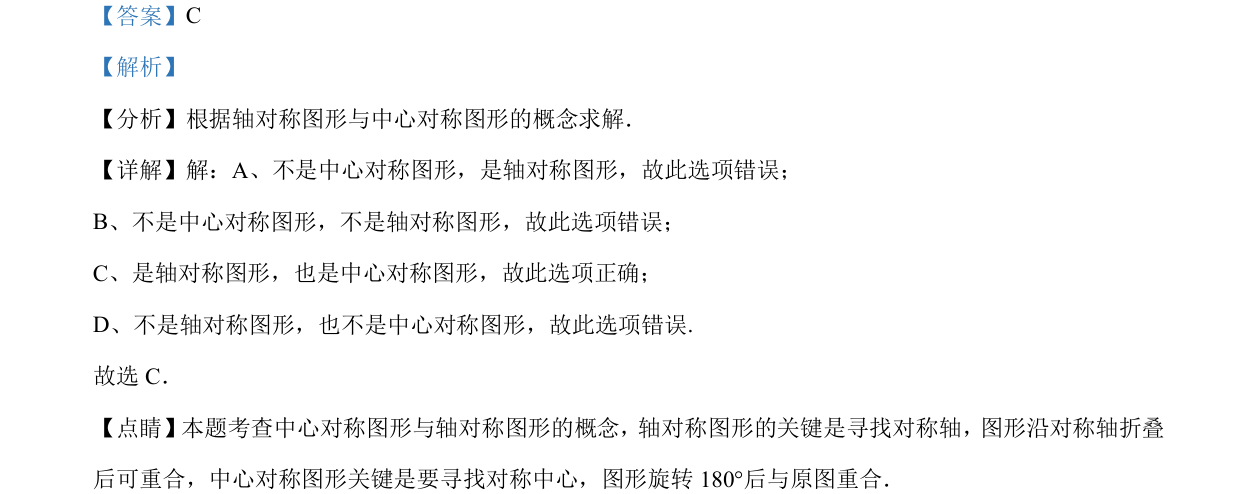 【答案】C
【解析】
【分析】根据轴对称图形与中心对称图形的概念求解．
【详解】解：A、不是中心对称图形，是轴对称图形，故此选项错误；
B、不是中心对称图形，不是轴对称图形，故此选项错误；
C、是轴对称图形，也是中心对称图形，故此选项正确；
D、不是轴对称图形，也不是中心对称图形，故此选项错误.
故选 C．
【点睛】本题考查中心对称图形与轴对称图形的概念，轴对称图形的关键是寻找对称轴，图形沿对称轴折叠
后可重合，中心对称图形关键是要寻找对称中心，图形旋转 180°后与原图重合．